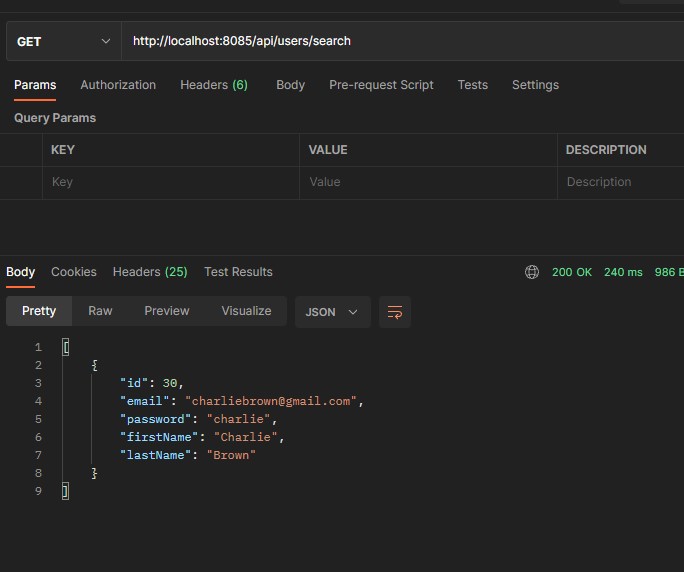 GET http://localhost:8085/api/users/search
Params Authorization Headers (6) Body Pre-request Script Tests Settings
Query Params
KEY VALUE DESCRIPTION
Key Value Description
Body Cookies Headers (25) Test Results 200 OK 240 ms 986 B
Pretty Raw Preview Visualize JSON
1 [
2 {
3 "id": 30,
4 "email": "charliebrown@gmail.com",
5 "password": "charlie",
6 "firstName": "Charlie",
7 "lastName": "Brown"
8 }
9 ]